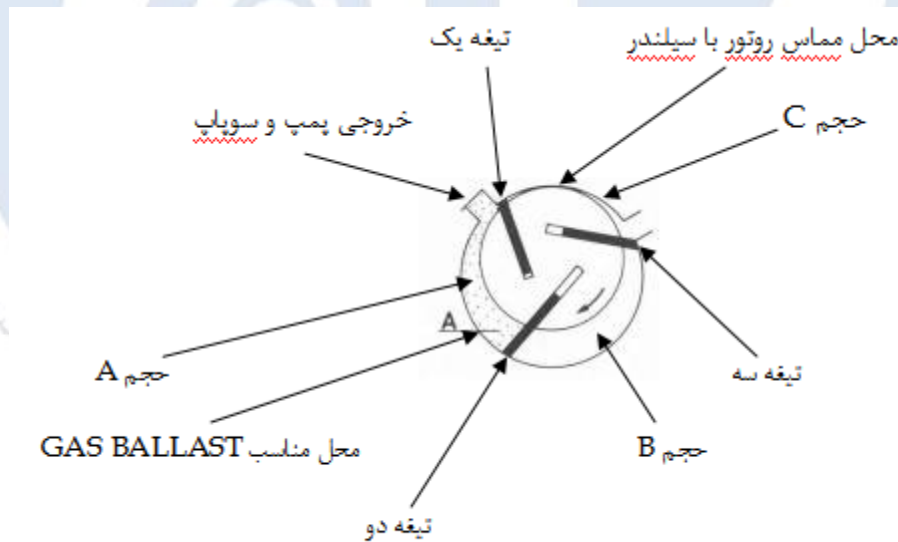 تیغه یک
محل مماس روتور با سیلندر
خروجی پمپ و سوپاپ
حجم C
A
حجم A
تیغه سه
محل مناسب GAS BALLAST
حجم B
تیغه دو